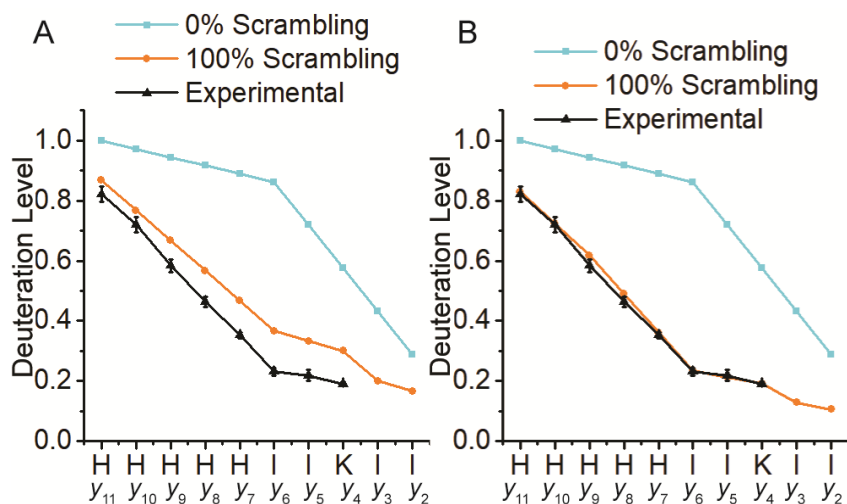 A
0% Scrambling
100% Scrambling
Experimental
Deuteration Level
1.0
0.8
0.6
0.4
0.2
0.0
H H H H H I I K I I
y11 y10 y9 y8 y7 y6 y5 y4 y3 y2
B
0% Scrambling
100% Scrambling
Experimental
Deuteration Level
1.0
0.8
0.6
0.4
0.2
0.0
H H H H H I I K I I
y11 y10 y9 y8 y7 y6 y5 y4 y3 y2